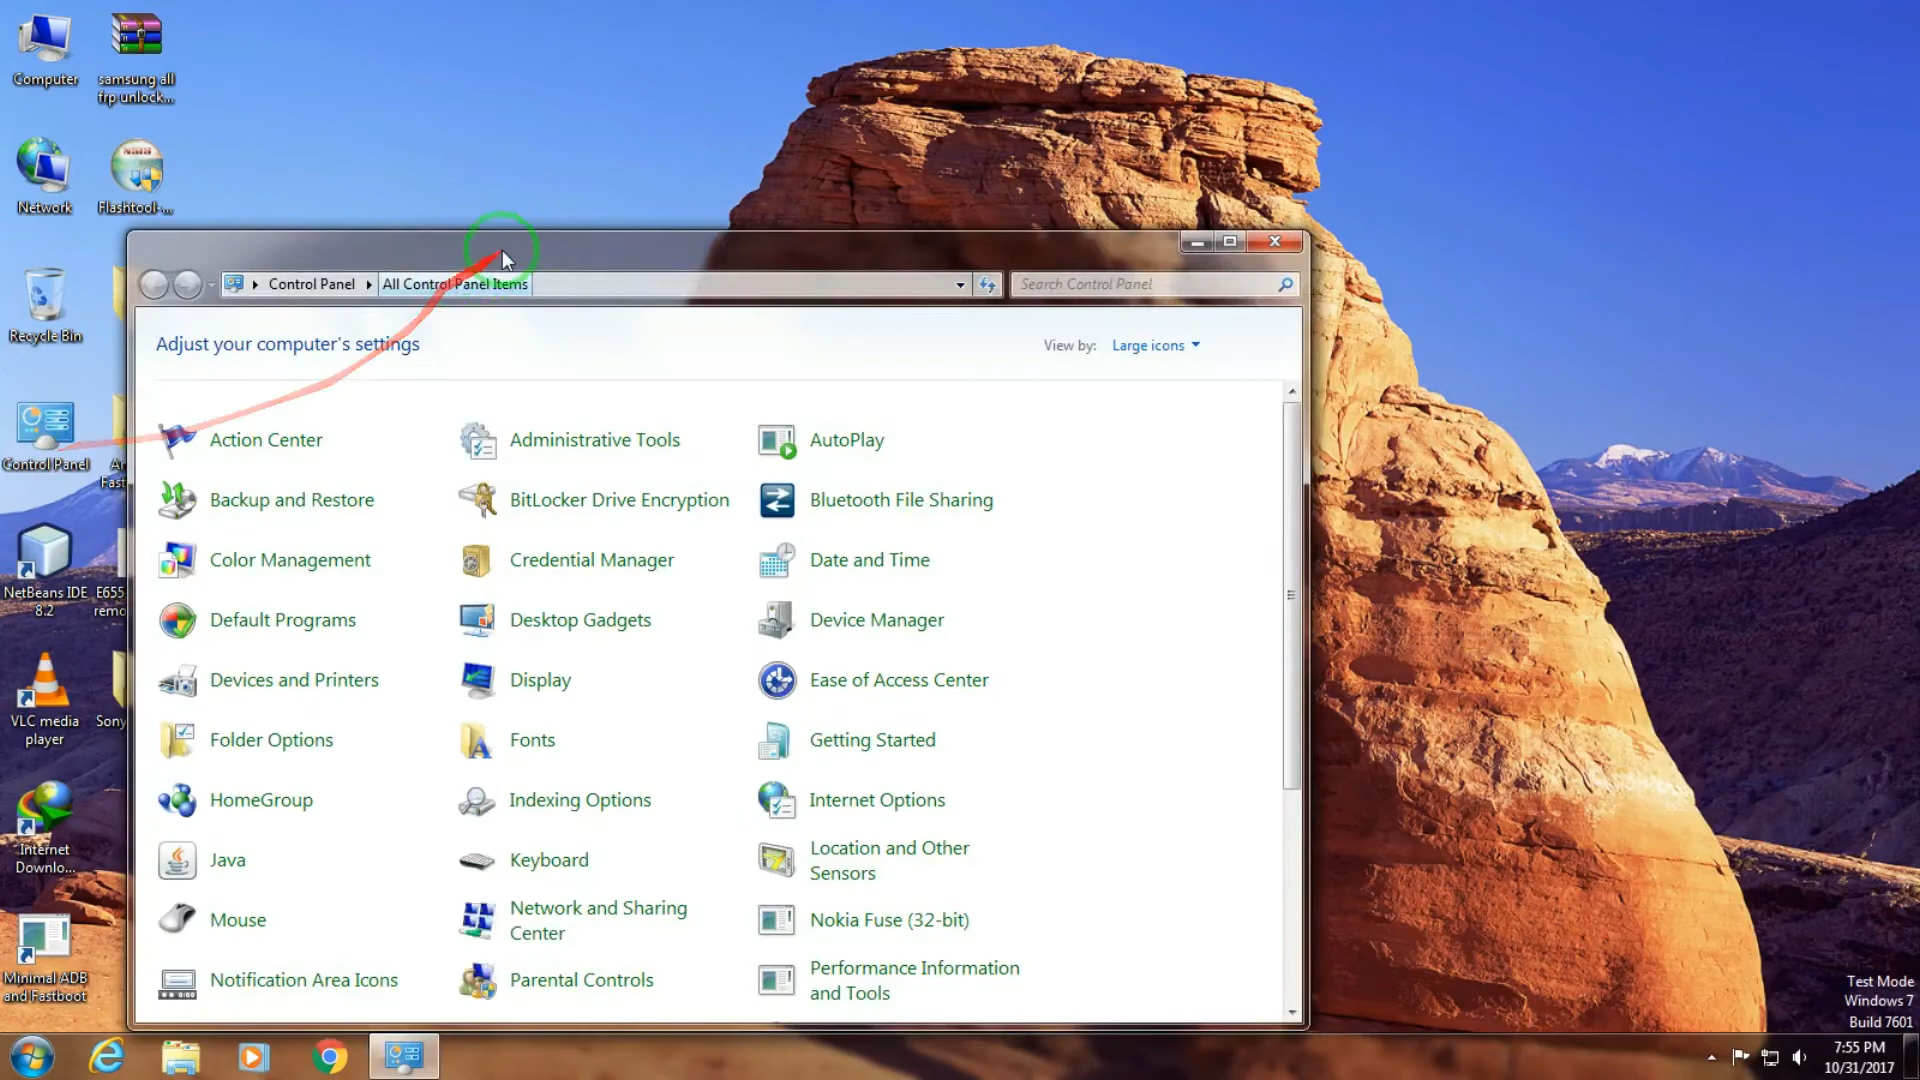 Computer
samsung all
frp unlock...
Network
NSIS
Flashtool-...
Recycle Bin
Control Panel
NetBeans IDE
8.2
VLC media
player
Sony
Internet
Downlo...
Minimal ADB
and Fastboot
Control Panel
All Control Panel Items
Search Control Panel
Adjust your computer's settings
View by:
Large icons
Action Center
Administrative Tools
AutoPlay
Backup and Restore
BitLocker Drive Encryption
Bluetooth File Sharing
Color Management
Credential Manager
Date and Time
Default Programs
Desktop Gadgets
Device Manager
Devices and Printers
Display
Ease of Access Center
Folder Options
Fonts
Getting Started
HomeGroup
Indexing Options
Internet Options
Java
Keyboard
Location and Other
Sensors
Mouse
Network and Sharing
Center
Nokia Fuse (32-bit)
Notification Area Icons
Parental Controls
Performance Information
and Tools
Test Mode
Windows 7
Build 7601
7:55 PM
10/31/2017